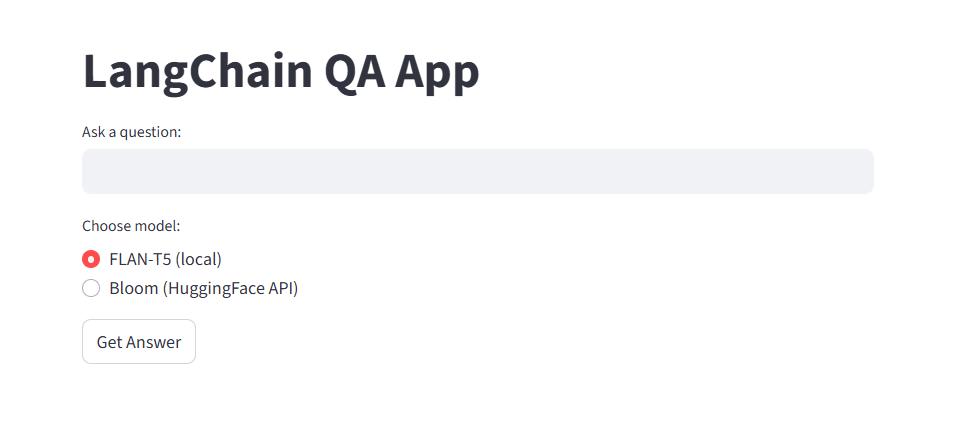 LangChain QA App
Ask a question:
Choose model:
FLAN-T5 (local)
Bloom (HuggingFace API)
Get Answer